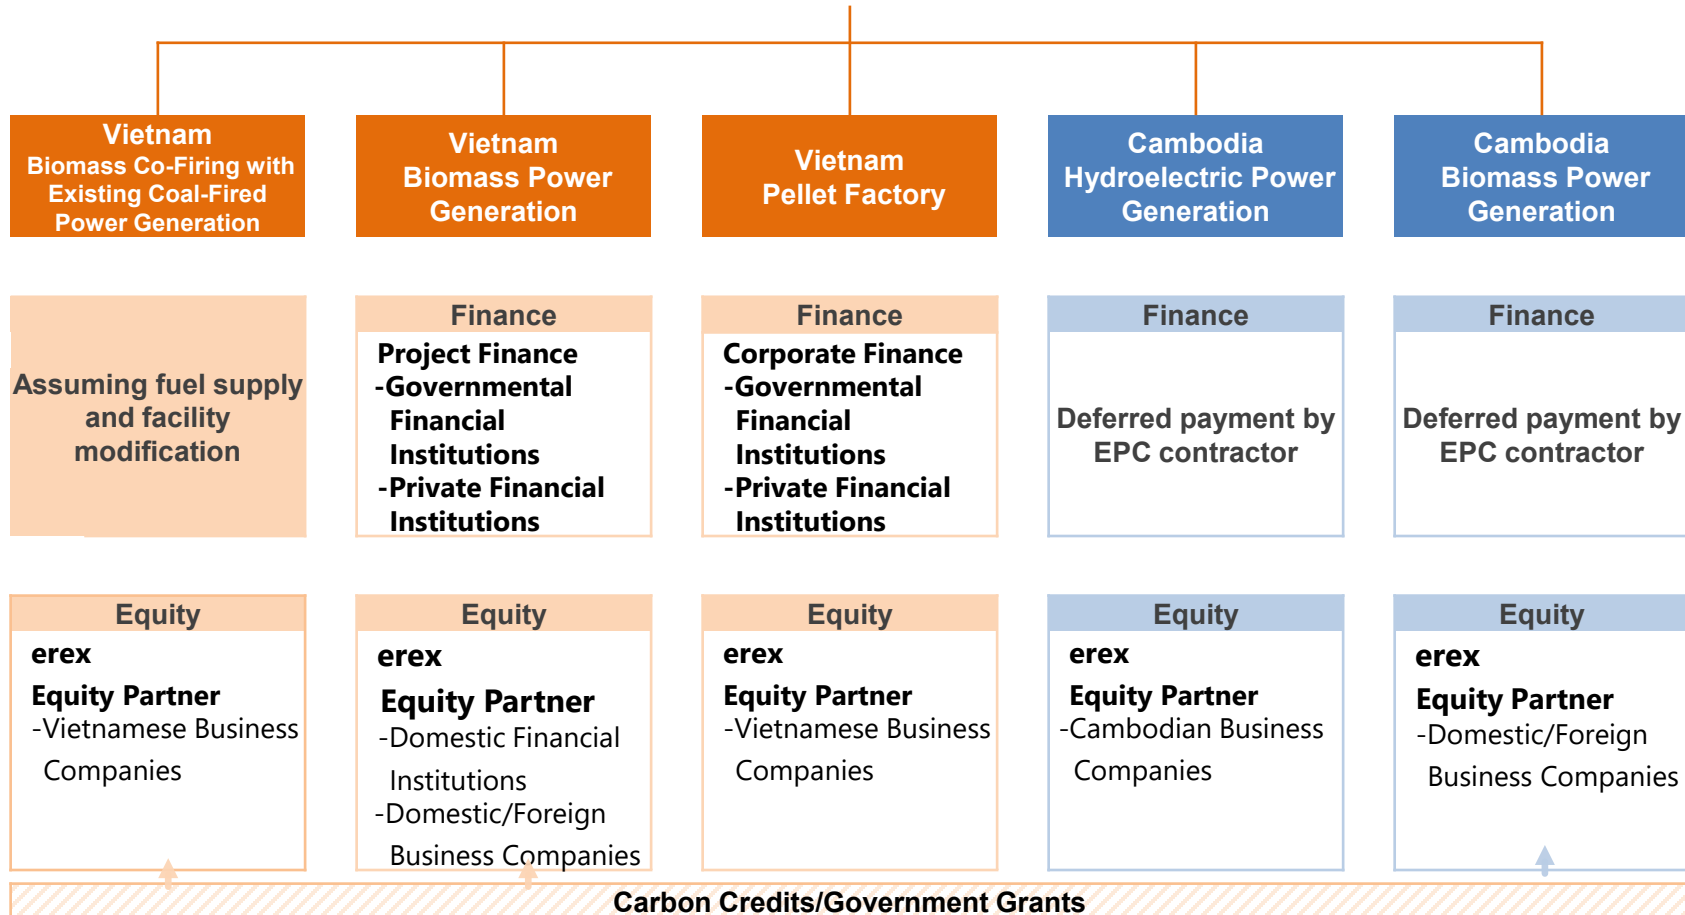 Vietnam
Biomass Co-Firing with
Existing Coal-Fired
Power Generation
Vietnam
Biomass Power
Generation
Vietnam
Pellet Factory
Cambodia
Hydroelectric Power
Generation
Cambodia
Biomass Power
Generation
Assuming fuel supply
and facility
modification
Finance
Project Finance
-Governmental
Financial
Institutions
-Private Financial
Institutions
Finance
Corporate Finance
-Governmental
Financial
Institutions
-Private Financial
Institutions
Finance
Deferred payment by
EPC contractor
Finance
Deferred payment by
EPC contractor
Equity
erex
Equity Partner
-Vietnamese Business
Companies
Equity
erex
Equity Partner
-Domestic Financial
Institutions
-Domestic/Foreign
Business Companies
Equity
erex
Equity Partner
-Vietnamese Business
Companies
Equity
erex
Equity Partner
-Cambodian Business
Companies
Equity
erex
Equity Partner
-Domestic/Foreign
Business Companies
Carbon Credits/Government Grants